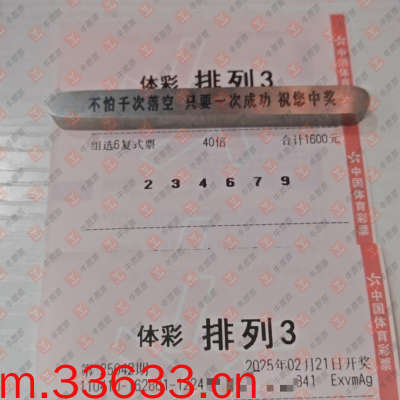 体彩 排列3
不怕千次落空 只要一次成功 祝您中奖
组选6复式票 40倍 合计1600元
2 3 4 6 7 9
中国体育彩票
体彩 排列3
2025年02月21日开奖
341 ExvmAg
中国体育彩票
m.33633.cn